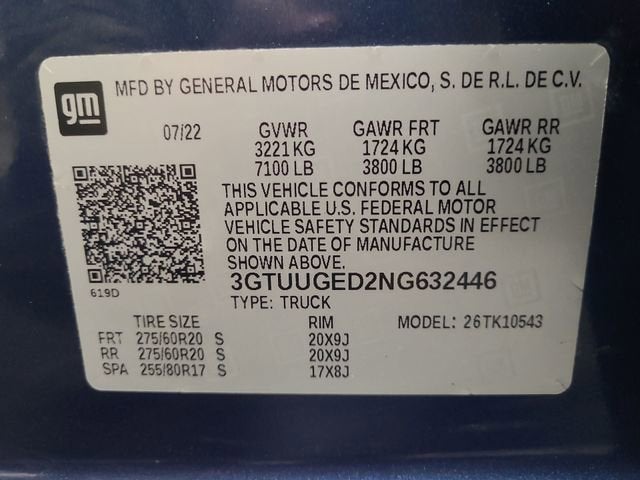 gm
MFD BY GENERAL MOTORS DE MEXICO, S. DE R.L. DE C.V.
07/22 GVWR GAWR FRT GAWR RR
3221 KG 1724 KG 1724 KG
7100 LB 3800 LB 3800 LB
THIS VEHICLE CONFORMS TO ALL
APPLICABLE U.S. FEDERAL MOTOR
VEHICLE SAFETY STANDARDS IN EFFECT
ON THE DATE OF MANUFACTURE
SHOWN ABOVE.
3GTUUGED2NG632446
619D
TYPE: TRUCK
TIRE SIZE RIM MODEL: 26TK10543
FRT 275/60R20 S 20X9J
RR 275/60R20 S 20X9J
SPA 255/80R17 S 17X8J